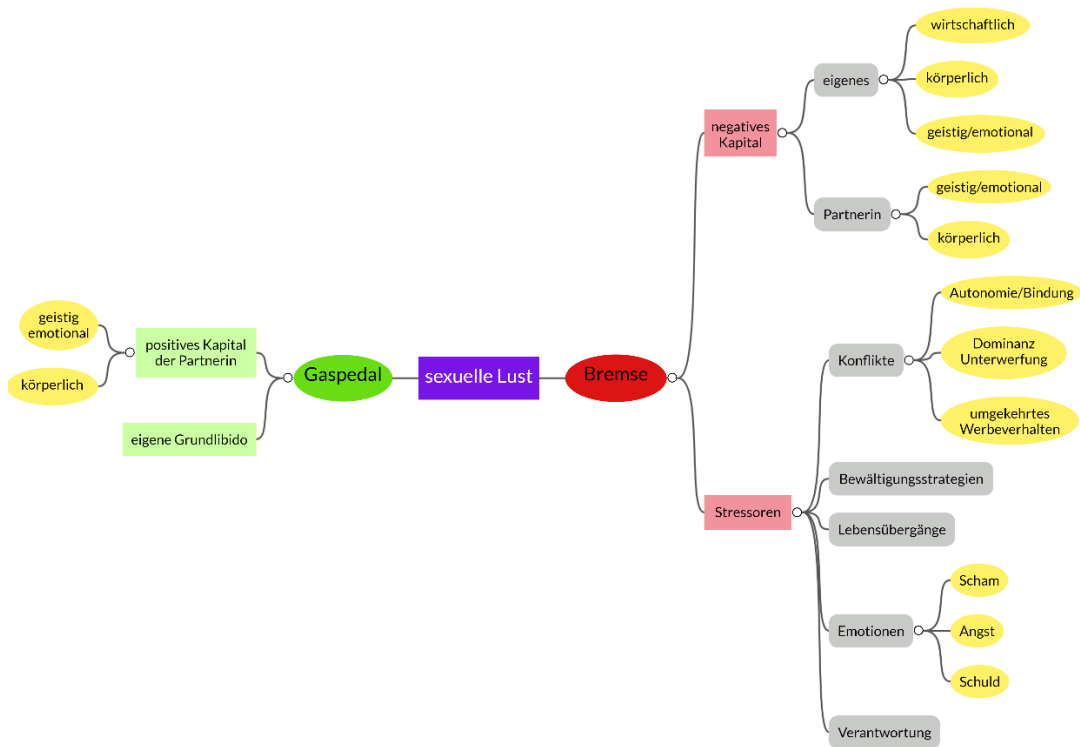 geistig
emotional
körperlich
positives Kapital
der Partnerin
eigene Grundlibido
Gaspedal
sexuelle Lust
Bremse
negatives
Kapital
eigenes
wirtschaftlich
körperlich
geistig/emotional
Partnerin
geistig/emotional
körperlich
Stressoren
Konflikte
Autonomie/Bindung
Dominanz
Unterwerfung
umgekehrtes
Werbeverhalten
Bewältigungsstrategien
Lebensübergänge
Emotionen
Scham
Angst
Schuld
Verantwortung